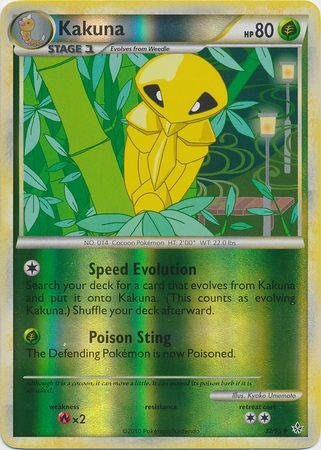 Kakuna
HP 80
STAGE 1
Evolves from Weedle
NO. 014 Cocoon Pokémon HT: 2'00" WT: 22.0 lbs
Speed Evolution
Search your deck for a card that evolves from Kakuna
and put it onto Kakuna. (This counts as evolving
Kakuna.) Shuffle your deck afterward.
Poison Sting
The Defending Pokémon is now Poisoned.
Although it is a cocoon, it can move a little. It can extend its poison barb if it is
attacked.
Illus. Kyoko Umemoto
weakness resistance retreat cost
×2
©2010 Pokémon/Nintendo